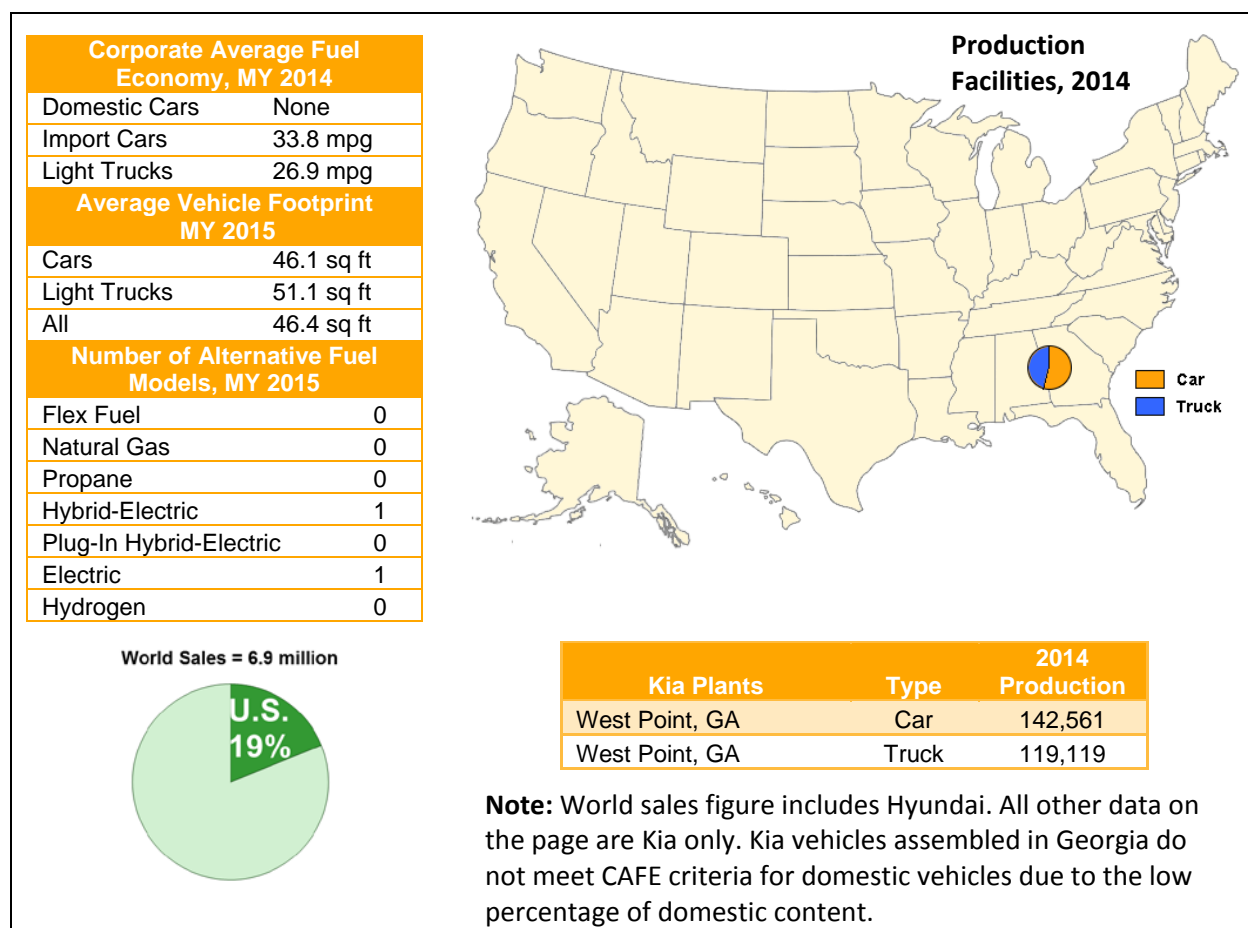 Corporate Average Fuel
Economy, MY 2014
Domestic Cars None
Import Cars 33.8 mpg
Light Trucks 26.9 mpg
Average Vehicle Footprint
MY 2015
Cars 46.1 sq ft
Light Trucks 51.1 sq ft
All 46.4 sq ft
Number of Alternative Fuel
Models, MY 2015
Flex Fuel 0
Natural Gas 0
Propane 0
Hybrid-Electric 1
Plug-In Hybrid-Electric 0
Electric 1
Hydrogen 0
Production
Facilities, 2014
Car
Truck
World Sales = 6.9 million
U.S.
19%
2014
Kia Plants Type Production
West Point, GA Car 142,561
West Point, GA Truck 119,119
Note: World sales figure includes Hyundai. All other data on
the page are Kia only. Kia vehicles assembled in Georgia do
not meet CAFE criteria for domestic vehicles due to the low
percentage of domestic content.